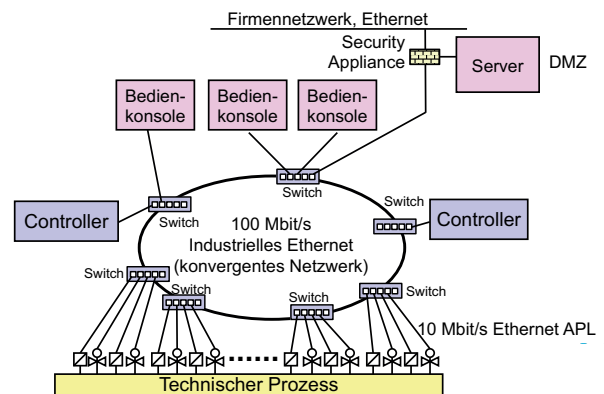 Firmennetzwerk, Ethernet
Security
Appliance
Server
DMZ
Bedien-
konsole
Bedien-
konsole
Bedien-
konsole
Switch
Switch
Controller
Switch
100 Mbit/s
Industrielles Ethernet
(konvergentes Netzwerk)
Controller
Switch
Switch
Switch
Switch
10 Mbit/s Ethernet APL
Technischer Prozess